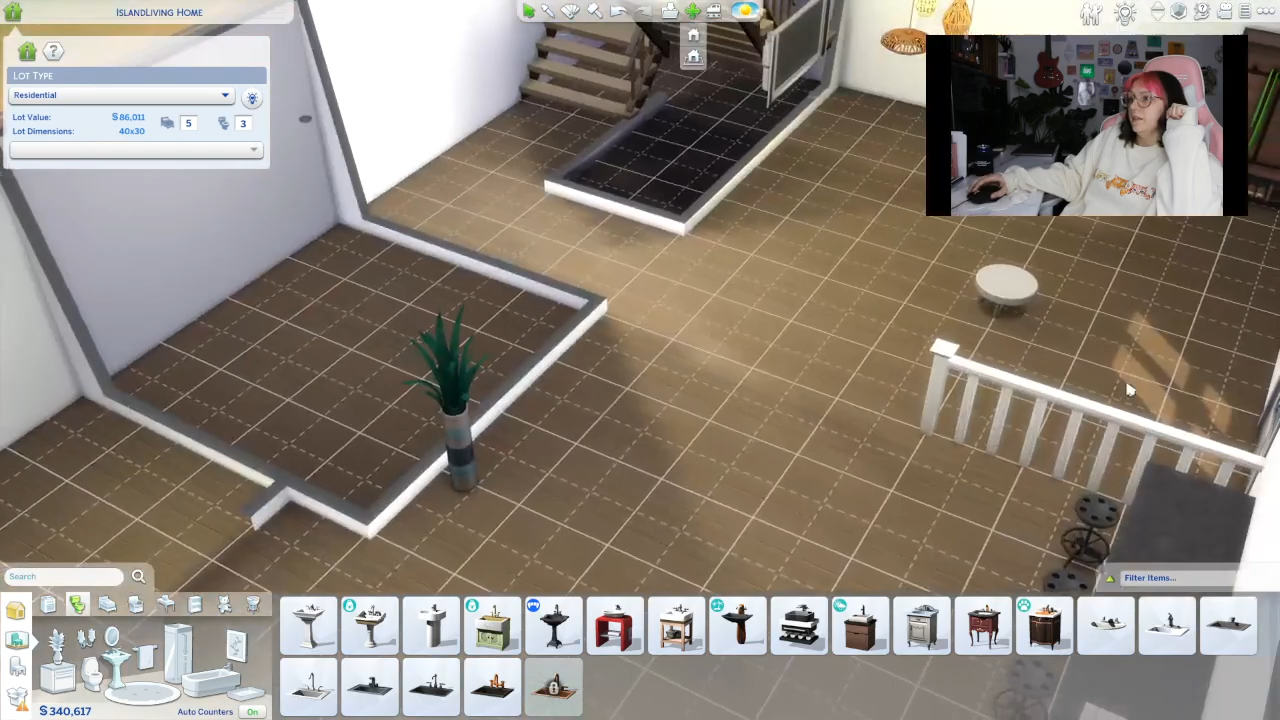 ISLANDLIVING HOME
LOT TYPE
Residential
Lot Value: §86,011
5
3
Lot Dimensions: 40x30
Search
Filter Items...
§340,617
Auto Counters
On